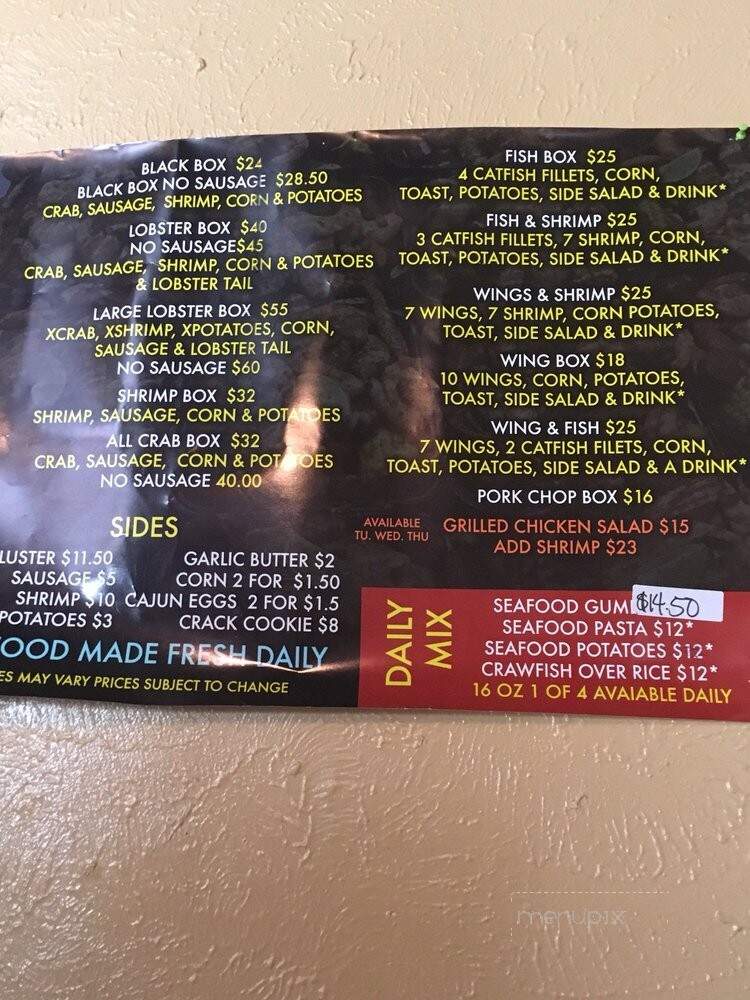 BLACK BOX $24
BLACK BOX NO SAUSAGE $28.50
CRAB, SAUSAGE, SHRIMP, CORN & POTATOES
LOBSTER BOX $40
NO SAUSAGE$45
CRAB, SAUSAGE, SHRIMP, CORN & POTATOES
& LOBSTER TAIL
LARGE LOBSTER BOX $55
XCRAB, XSHRIMP, XPOTATOES, CORN,
SAUSAGE & LOBSTER TAIL
NO SAUSAGE $60
SHRIMP BOX $32
SHRIMP, SAUSAGE, CORN & POTATOES
ALL CRAB BOX $32
CRAB, SAUSAGE, CORN & POTATOES
NO SAUSAGE 40.00
SIDES
LUSTER $11.50
SAUSAGE $5
SHRIMP $10
POTATOES $3
GARLIC BUTTER $2
CORN 2 FOR $1.50
CAJUN EGGS 2 FOR $1.5
CRACK COOKIE $8
OOD MADE FRESH DAILY
ES MAY VARY PRICES SUBJECT TO CHANGE
FISH BOX $25
4 CATFISH FILLETS, CORN,
TOAST, POTATOES, SIDE SALAD & DRINK*
FISH & SHRIMP $25
3 CATFISH FILLETS, 7 SHRIMP, CORN,
TOAST, POTATOES, SIDE SALAD & DRINK*
WINGS & SHRIMP $25
7 WINGS, 7 SHRIMP, CORN POTATOES,
TOAST, SIDE SALAD & DRINK*
WING BOX $18
10 WINGS, CORN, POTATOES,
TOAST, SIDE SALAD & DRINK*
WING & FISH $25
7 WINGS, 2 CATFISH FILETS, CORN,
TOAST, POTATOES, SIDE SALAD & A DRINK*
PORK CHOP BOX $16
AVAILABLE
TU. WED. THU
GRILLED CHICKEN SALAD $15
ADD SHRIMP $23
DAILY
MIX
SEAFOOD GUM $14.50
SEAFOOD PASTA $12*
SEAFOOD POTATOES $12*
CRAWFISH OVER RICE $12*
16 OZ 1 OF 4 AVAIABLE DAILY
menupix